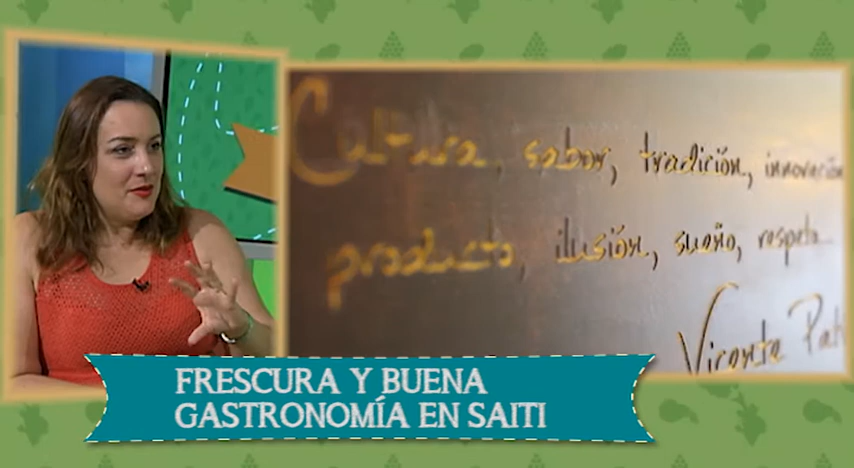 Cultura, sabor, tradición, innovación
producto, ilusión, sueño, respeto
Vicente
FRESCURA Y BUENA
GASTRONOMÍA EN SAITI